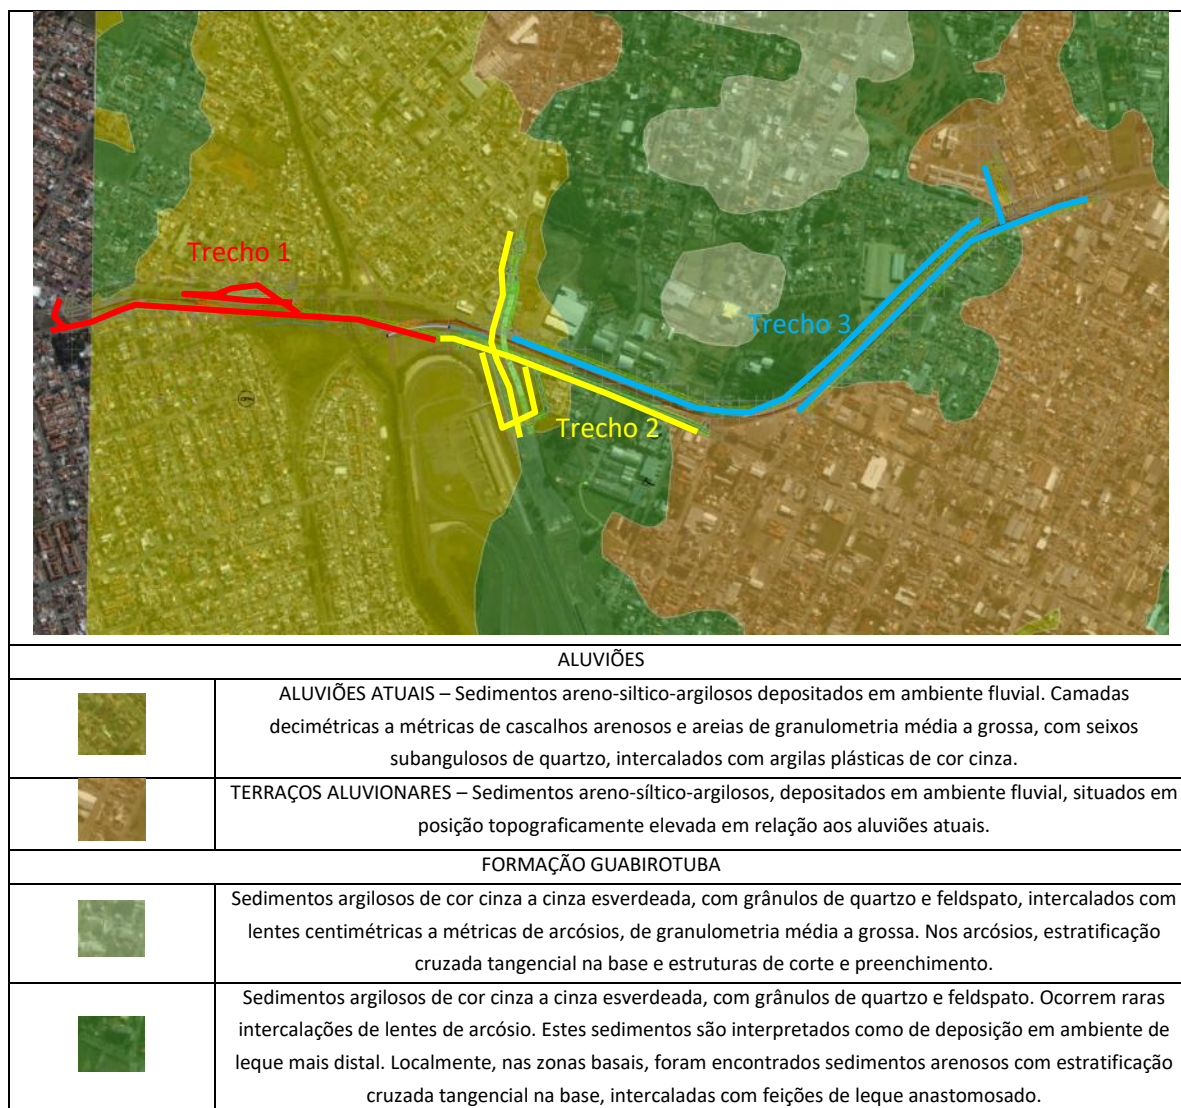 Trecho 1
Trecho 3
Trecho 2
ALUVIÕES
ALUVIÕES ATUAIS – Sedimentos areno-siltico-argilosos depositados em ambiente fluvial. Camadas
decimétricas a métricas de cascalhos arenosos e areias de granulometria média a grossa, com seixos
subangulosos de quartzo, intercalados com argilas plásticas de cor cinza.
TERRAÇOS ALUVIONARES – Sedimentos areno-síltico-argilosos, depositados em ambiente fluvial, situados em
posição topograficamente elevada em relação aos aluviões atuais.
FORMAÇÃO GUABIROTUBA
Sedimentos argilosos de cor cinza a cinza esverdeada, com grânulos de quartzo e feldspato, intercalados com
lentes centimétricas a métricas de arcósios, de granulometria média a grossa. Nos arcósios, estratificação
cruzada tangencial na base e estruturas de corte e preenchimento.
Sedimentos argilosos de cor cinza a cinza esverdeada, com grânulos de quartzo e feldspato. Ocorrem raras
intercalações de lentes de arcósio. Estes sedimentos são interpretados como de deposição em ambiente de
leque mais distal. Localmente, nas zonas basais, foram encontrados sedimentos arenosos com estratificação
cruzada tangencial na base, intercaladas com feições de leque anastomosado.